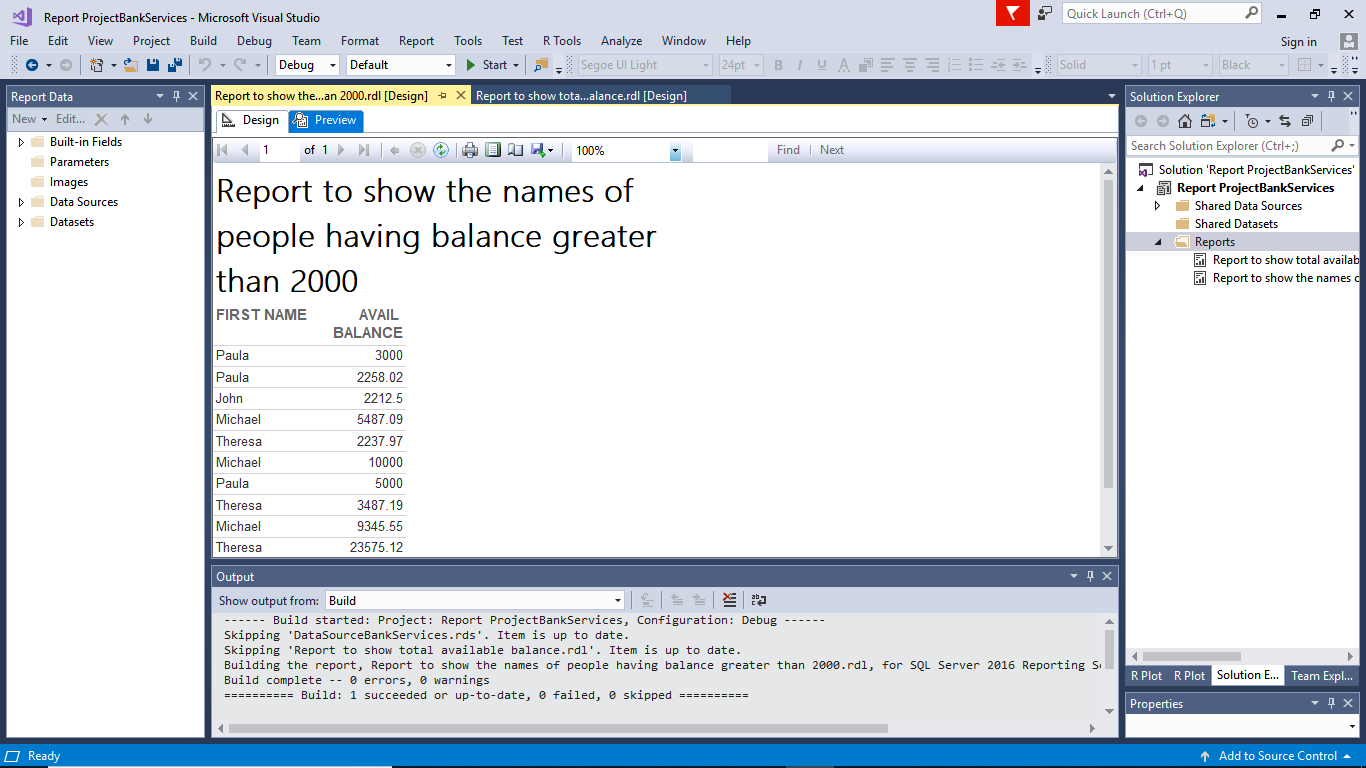 Report ProjectBankServices - Microsoft Visual Studio
Quick Launch (Ctrl+Q)
File Edit View Project Build Debug Team Format Report Tools Test R Tools Analyze Window Help
Sign in
Debug Default Start Segoe UI Light 24pt B I U A Solid 1 pt Black
Report Data
New Edit...
Built-in Fields
Parameters
Images
Data Sources
Datasets
Report to show the...an 2000.rdl [Design] Report to show tota...alance.rdl [Design]
Design Preview
1 of 1 100% Find | Next
Report to show the names of
people having balance greater
than 2000
FIRST NAME AVAIL
BALANCE
Paula 3000
Paula 2258.02
John 2212.5
Michael 5487.09
Theresa 2237.97
Michael 10000
Paula 5000
Theresa 3487.19
Michael 9345.55
Theresa 23575.12
Output
Show output from: Build
------ Build started: Project: Report ProjectBankServices, Configuration: Debug ------
Skipping 'DataSourceBankServices.rds'. Item is up to date.
Skipping 'Report to show total available balance.rdl'. Item is up to date.
Building the report, Report to show the names of people having balance greater than 2000.rdl, for SQL Server 2016 Reporting Se
Build complete -- 0 errors, 0 warnings
========== Build: 1 succeeded or up-to-date, 0 failed, 0 skipped ==========
Solution Explorer
Search Solution Explorer (Ctrl+;)
Solution 'Report ProjectBankServices'
Report ProjectBankServices
Shared Data Sources
Shared Datasets
Reports
Report to show total availab
Report to show the names o
R Plot R Plot Solution E... Team Expl...
Properties
Ready
Add to Source Control